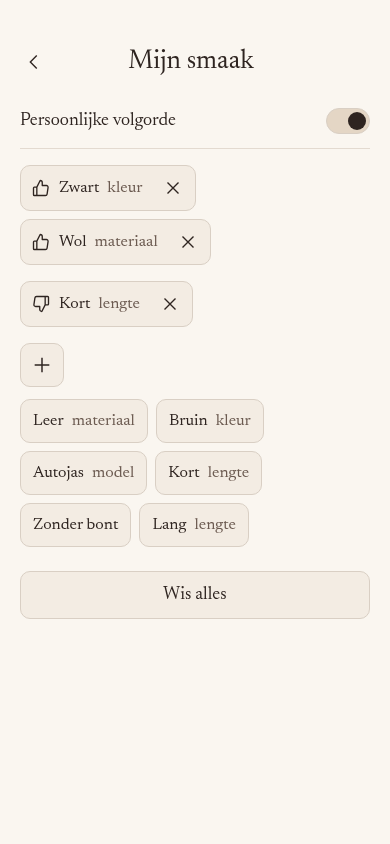 Mijn smaak
Persoonlijke volgorde
Zwart kleur
Wol materiaal
Kort lengte
Leer materiaal Bruin kleur
Autojas model Kort lengte
Zonder bont Lang lengte
Wis alles